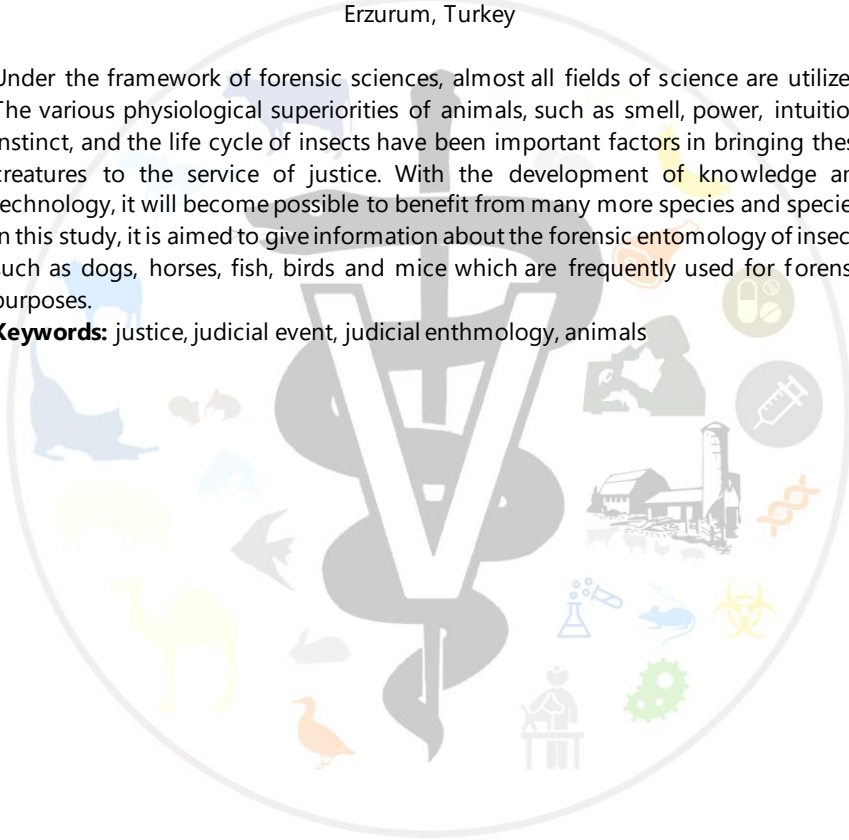 Erzurum, Turkey
Under the framework of forensic sciences, almost all fields of science are utilize
The various physiological superiorities of animals, such as smell, power, intuitio
instinct, and the life cycle of insects have been important factors in bringing thes
creatures to the service of justice. With the development of knowledge an
technology, it will become possible to benefit from many more species and specie
In this study, it is aimed to give information about the forensic entomology of insec
such as dogs, horses, fish, birds and mice which are frequently used for forens
purposes.
Keywords: justice, judicial event, judicial enthmology, animals